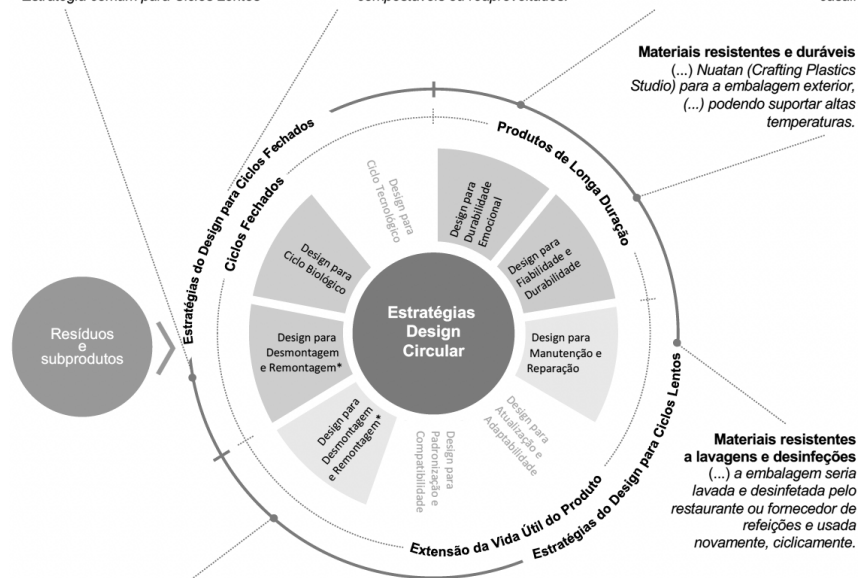 compostáveis ou reaproveitados.
Materiais resistentes e duráveis
(...) Nuatan (Crafting Plastics
Studio) para a embalagem exterior,
(...) podendo suportar altas
temperaturas.
Estratégias do Design para Ciclos Fechados
Ciclos Fechados
Produtos de Longa Duração
Design para
Ciclo Tecnológico
Design para
Durabilidade
Emocional
Design para
Fiabilidade e
Durabilidade
Design para
Ciclo Biológico
Estratégias
Design
Circular
Resíduos
e
subprodutos
Design para
Desmontagem
e Remontagem*
Design para
Manutenção e
Reparação
Design para
Desmontagem
e Remontagem*
Design para
Padronização e
Compatibilidade
Design para
Atualização e
Adaptabilidade
Extensão da Vida Útil do Produto
Estratégias do Design para Ciclos Lentos
Materiais resistentes
a lavagens e desinfeções
(...) a embalagem seria
lavada e desinfetada pelo
restaurante ou fornecedor de
refeições e usada
novamente, ciclicamente.